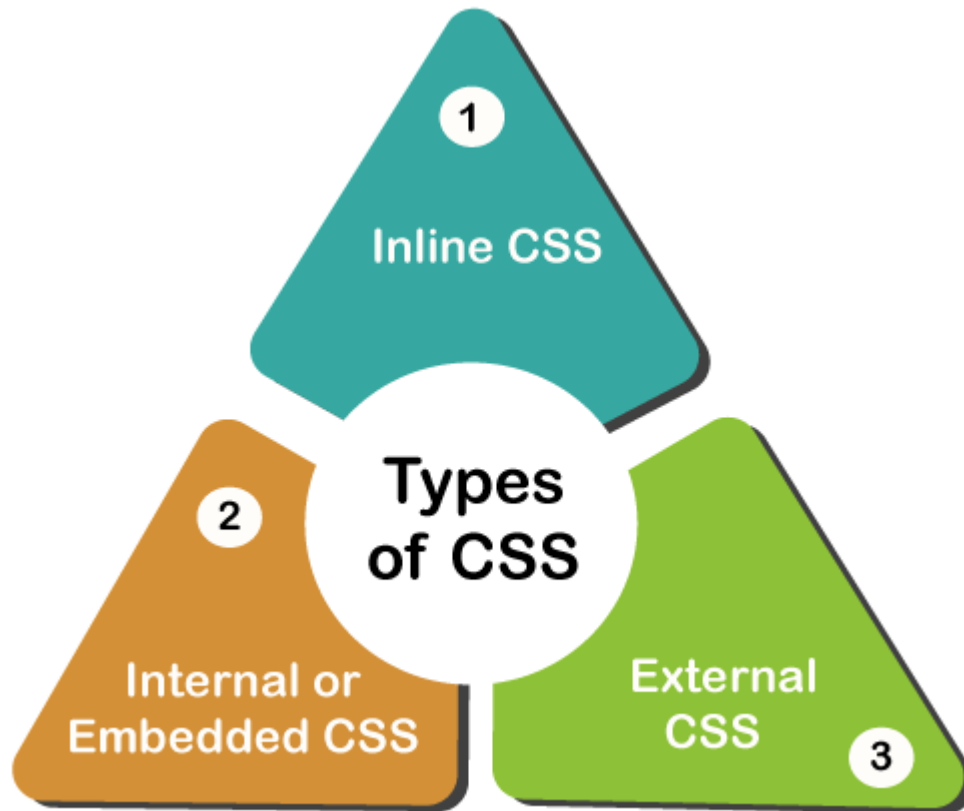 1
Inline CSS
Types
of CSS
2
Internal or
Embedded CSS
External
CSS
3